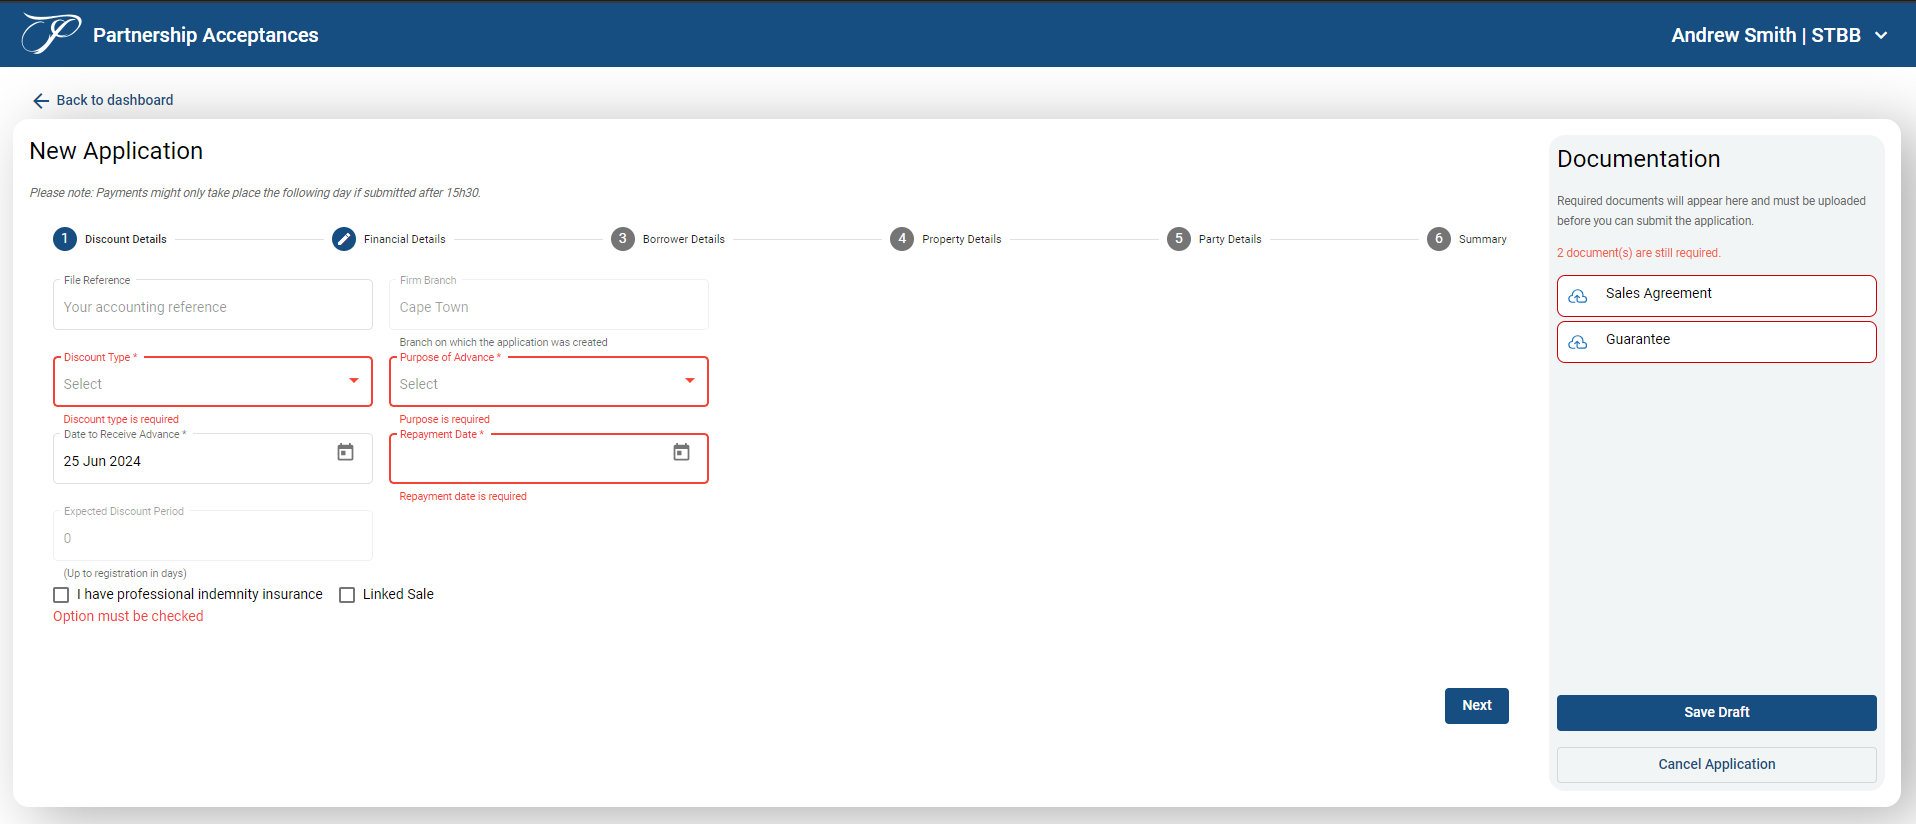 Partnership Acceptances
Andrew Smith | STBB
Back to dashboard
New Application
Please note: Payments might only take place the following day if submitted after 15h30.
1 Discount Details
Financial Details
3 Borrower Details
4 Property Details
5 Party Details
6 Summary
File Reference
Your accounting reference
Firm Branch
Cape Town
Branch on which the application was created
Discount Type *
Select
Discount type is required
Purpose of Advance *
Select
Purpose is required
Date to Receive Advance *
25 Jun 2024
Repayment Date *
Repayment date is required
Expected Discount Period
0
(Up to registration in days)
I have professional indemnity insurance
Linked Sale
Option must be checked
Next
Documentation
Required documents will appear here and must be uploaded
before you can submit the application.
2 document(s) are still required.
Sales Agreement
Guarantee
Save Draft
Cancel Application